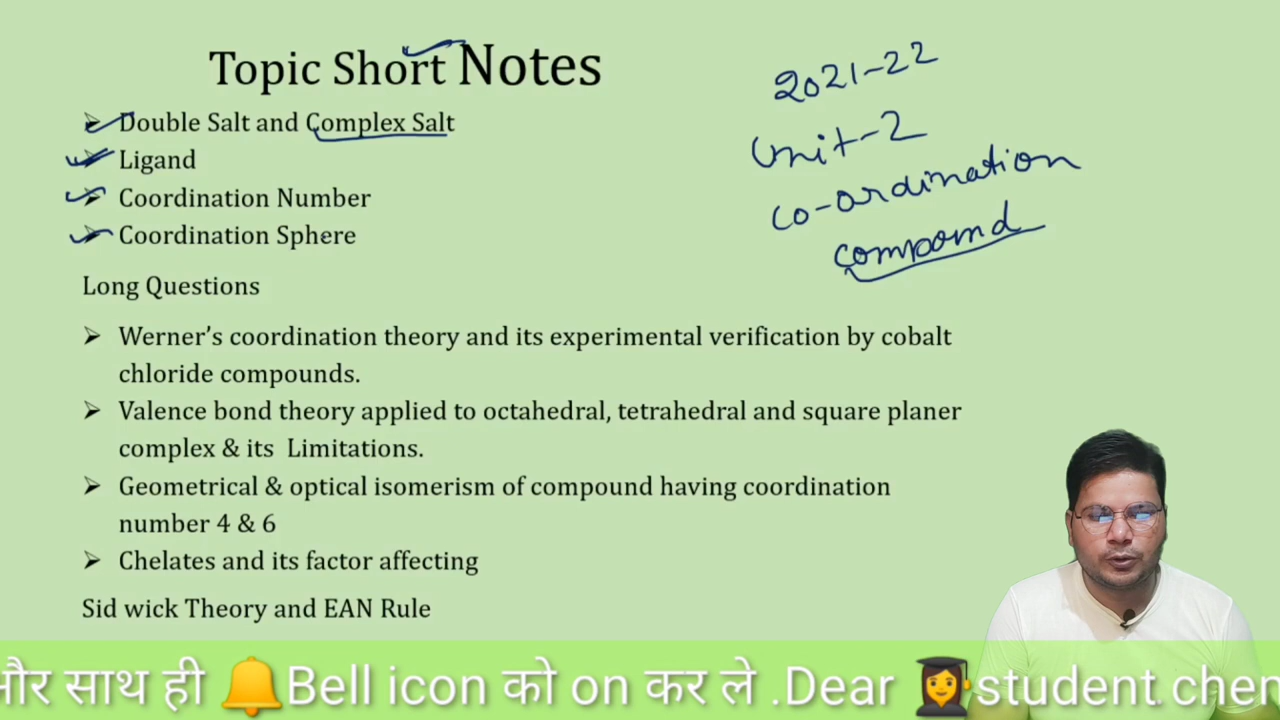 Topic Short Notes
➢ Double Salt and Complex Salt
➢ Ligand
➢ Coordination Number
➢ Coordination Sphere
Long Questions
➢ Werner’s coordination theory and its experimental verification by cobalt
chloride compounds.
➢ Valence bond theory applied to octahedral, tetrahedral and square planer
complex & its Limitations.
➢ Geometrical & optical isomerism of compound having coordination
number 4 & 6
➢ Chelates and its factor affecting
Sid wick Theory and EAN Rule
2021-22
Unit-2
Co-ordination
compound
और साथ ही 🔔Bell icon को on कर ले .Dear 👩‍🎓student chem